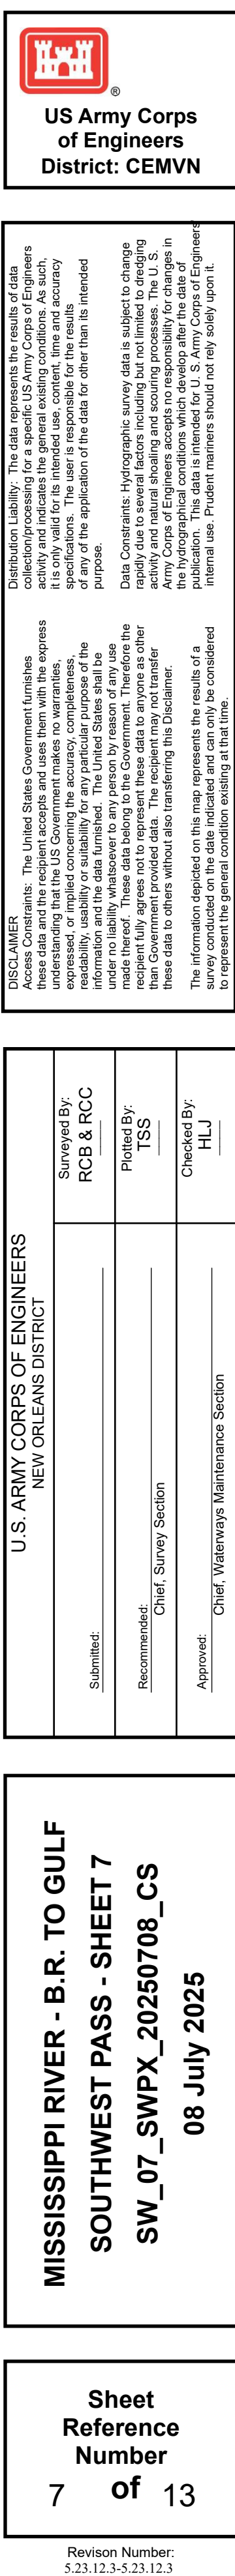 ®
US Army Corps
of Engineers
District: CEMVN
DISCLAIMER
Access Constraints: The United States Government furnishes
these data and the recipient accepts and uses them with the express
understanding that the US Government makes no warranties,
expressed, or implied concerning the accuracy, completeness,
readability, usability or suitability for any particular purpose of the
information and the data furnished. The United States shall be
under no liability whatsoever to any person by reason of any use
made thereof. These data belong to the Government. Therefore the
recipient fully agrees not to represent these data to anyone as other
than Government provided data. The recipient may not transfer
these data to others without also transferring this Disclaimer.
The information depicted on this map represents the results of a
survey conducted on the date indicated and can only be considered
to represent the general condition existing at that time.
Distribution Liability: The data represents the results of data
collection/processing for a specific US Army Corps of Engineers
activity and indicates the general existing conditions. As such,
it is only valid for its intended use, content, time and accuracy
specifications. The user is responsible for the results
of any of the application of the data for other than its intended
purpose.
Data Constraints: Hydrographic survey data is subject to change
rapidly due to several factors including but not limited to dredging
activity and natural shoaling and scouring processes. The U. S.
Army Corps of Engineers accepts no responsibility for changes in
the hydrographic conditions which develop after the date of
publication. This data is intended for U. S. Army Corps of Engineers'
internal use. Prudent mariners should not rely solely upon it.
U.S. ARMY CORPS OF ENGINEERS
NEW ORLEANS DISTRICT
Submitted:
Surveyed By:
RCB & RCC
Recommended:
Chief, Survey Section
Plotted By:
TSS
Approved:
Chief, Waterways Maintenance Section
Checked By:
HLJ
MISSISSIPPI RIVER - B.R. TO GULF
SOUTHWEST PASS - SHEET 7
SW_07_SWPX_20250708_CS
08 July 2025
Sheet
Reference
Number
7 of 13
Revison Number:
5.23.12.3-5.23.12.3